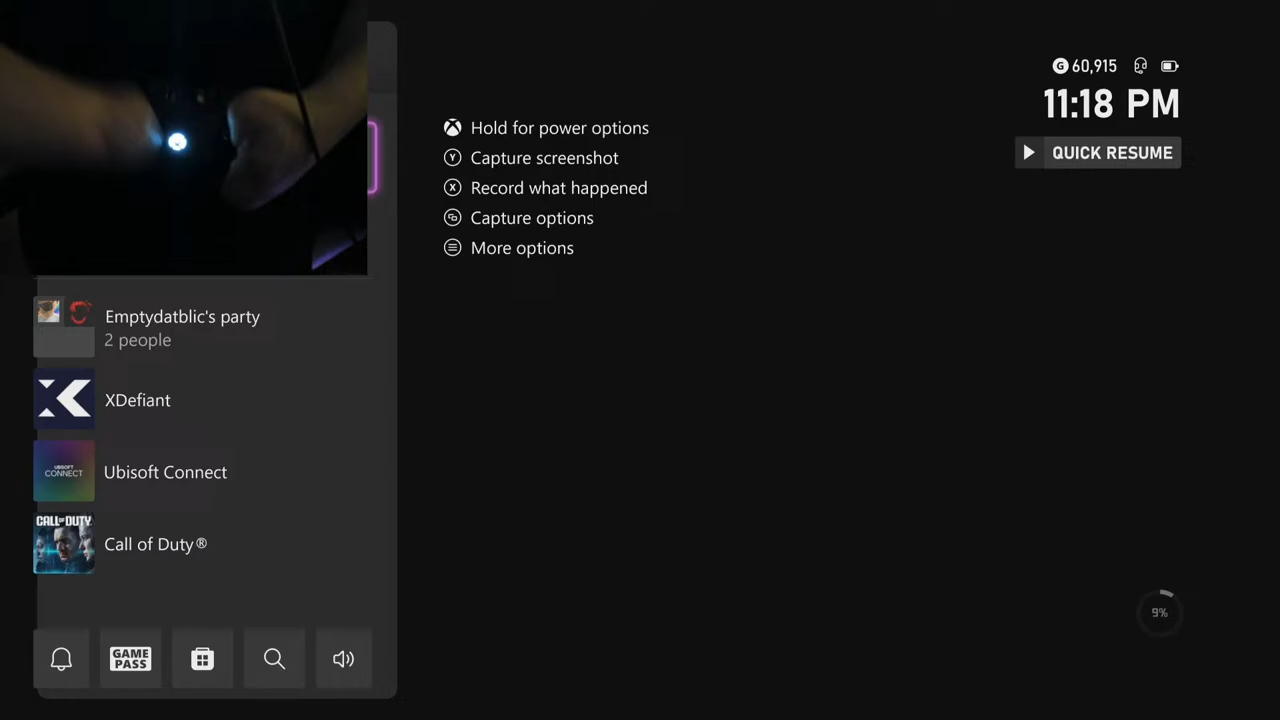 60,915
11:18 PM
QUICK RESUME
Hold for power options
Y Capture screenshot
X Record what happened
Capture options
More options
Emptydatblic's party
2 people
XDefiant
UBISOFT
CONNECT
Ubisoft Connect
CALL OF DUTY
Call of Duty®
9%
GAME
PASS